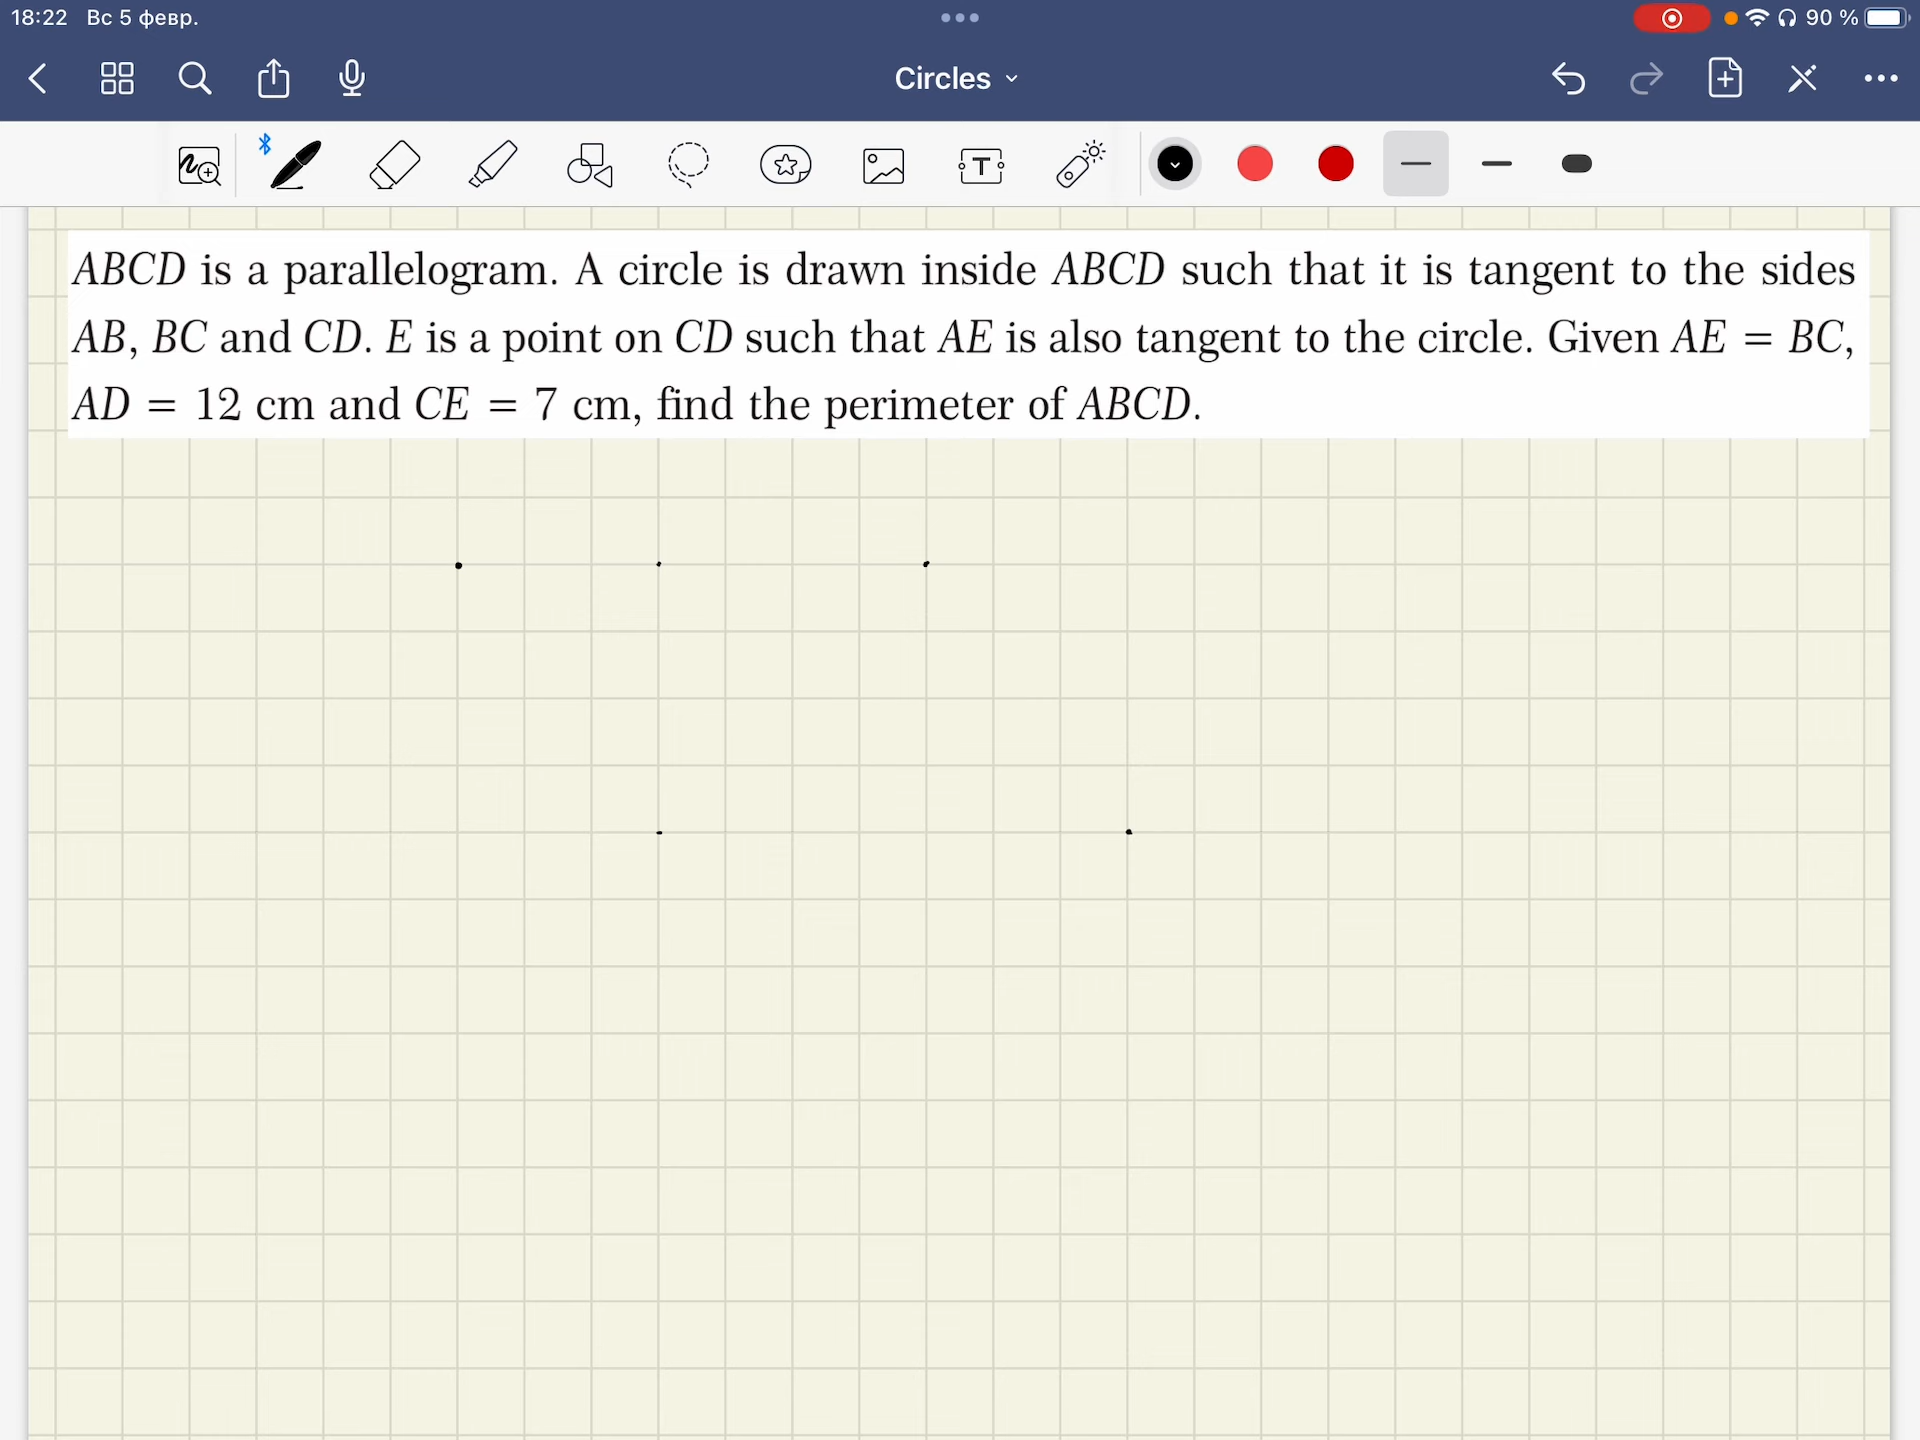 18:22 Вс 5 февр.
90 %
Circles
T
ABCD is a parallelogram. A circle is drawn inside ABCD such that it is tangent to the sides
AB, BC and CD. E is a point on CD such that AE is also tangent to the circle. Given AE = BC,
AD = 12 cm and CE = 7 cm, find the perimeter of ABCD.